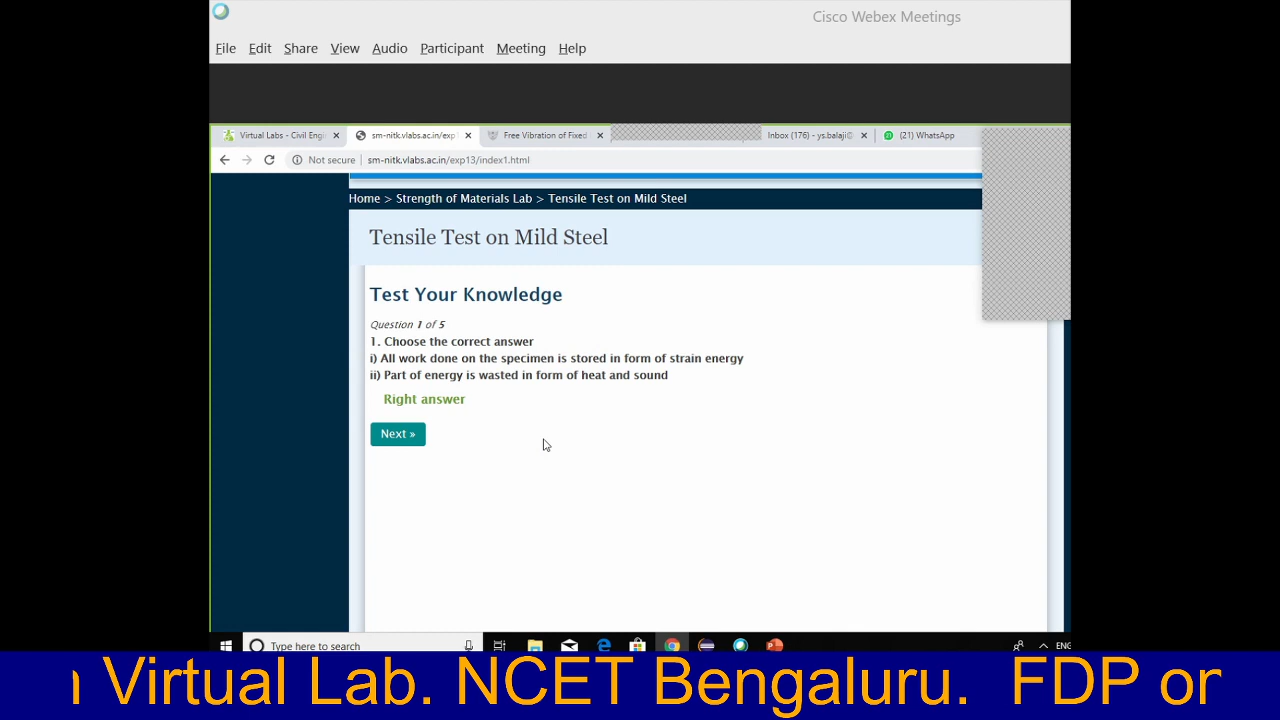 Cisco Webex Meetings
File Edit Share View Audio Participant Meeting Help
Virtual Labs - Civil Engi
sm-nitk.vlabs.ac.in/exp1
Free Vibration of Fixed
Inbox (176) - ys.balaji@
(21) WhatsApp
Not secure | sm-nitk.vlabs.ac.in/exp13/index1.html
Home > Strength of Materials Lab > Tensile Test on Mild Steel
Tensile Test on Mild Steel
Test Your Knowledge
Question 1 of 5
1. Choose the correct answer
i) All work done on the specimen is stored in form of strain energy
ii) Part of energy is wasted in form of heat and sound
Right answer
Next »
Type here to search
ENG
Virtual Lab. NCET Bengaluru. FDP